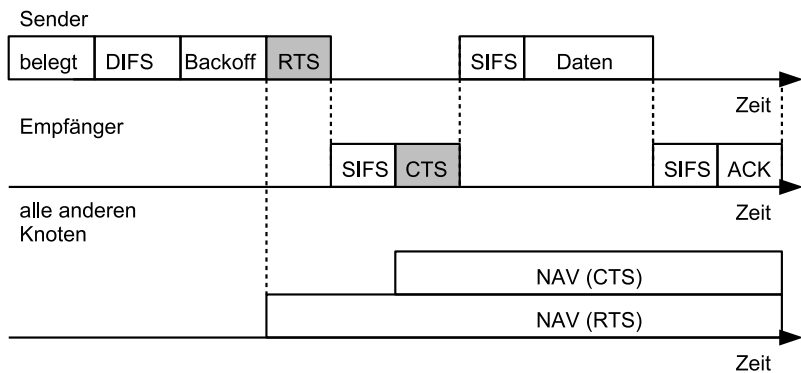 Sender
belegt DIFS Backoff RTS SIFS Daten
Zeit
Empfänger
SIFS CTS SIFS ACK
Zeit
alle anderen
Knoten
NAV (CTS)
NAV (RTS)
Zeit